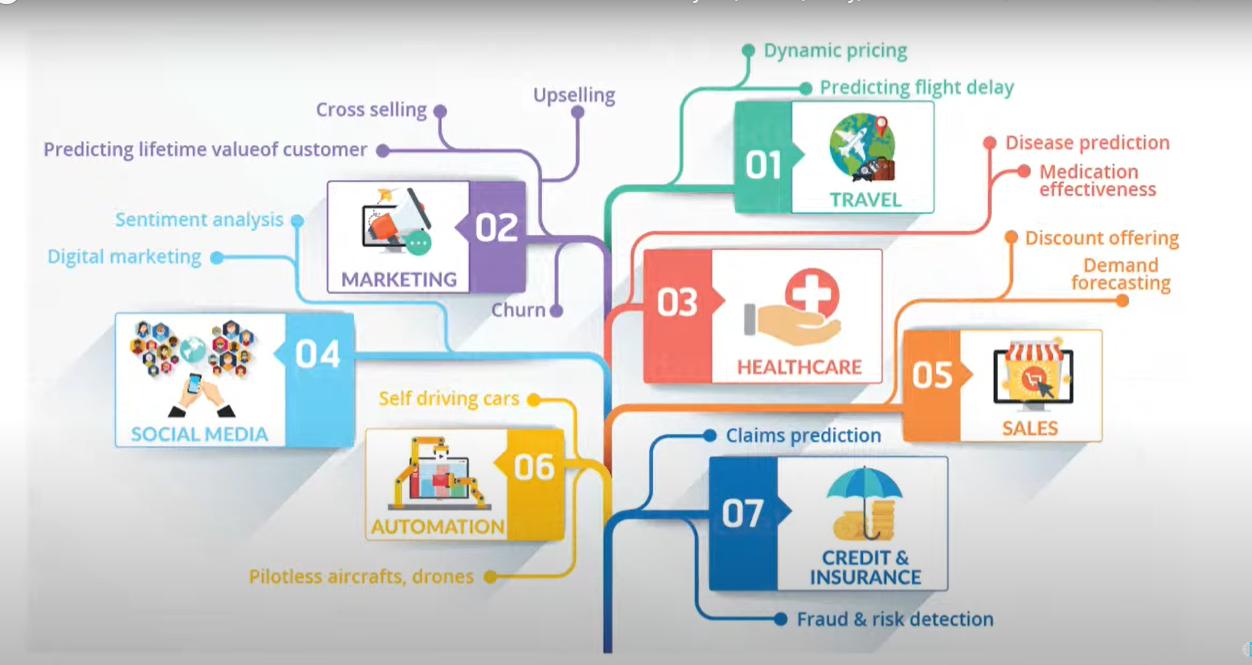 Dynamic pricing
Predicting flight delay
01
TRAVEL
Upselling
Cross selling
Predicting lifetime valueof customer
02
MARKETING
Churn
Disease prediction
Medication
effectiveness
03
HEALTHCARE
Sentiment analysis
Digital marketing
04
SOCIAL MEDIA
Discount offering
Demand
forecasting
05
SALES
Self driving cars
06
AUTOMATION
Pilotless aircrafts, drones
Claims prediction
07
CREDIT &
INSURANCE
Fraud & risk detection